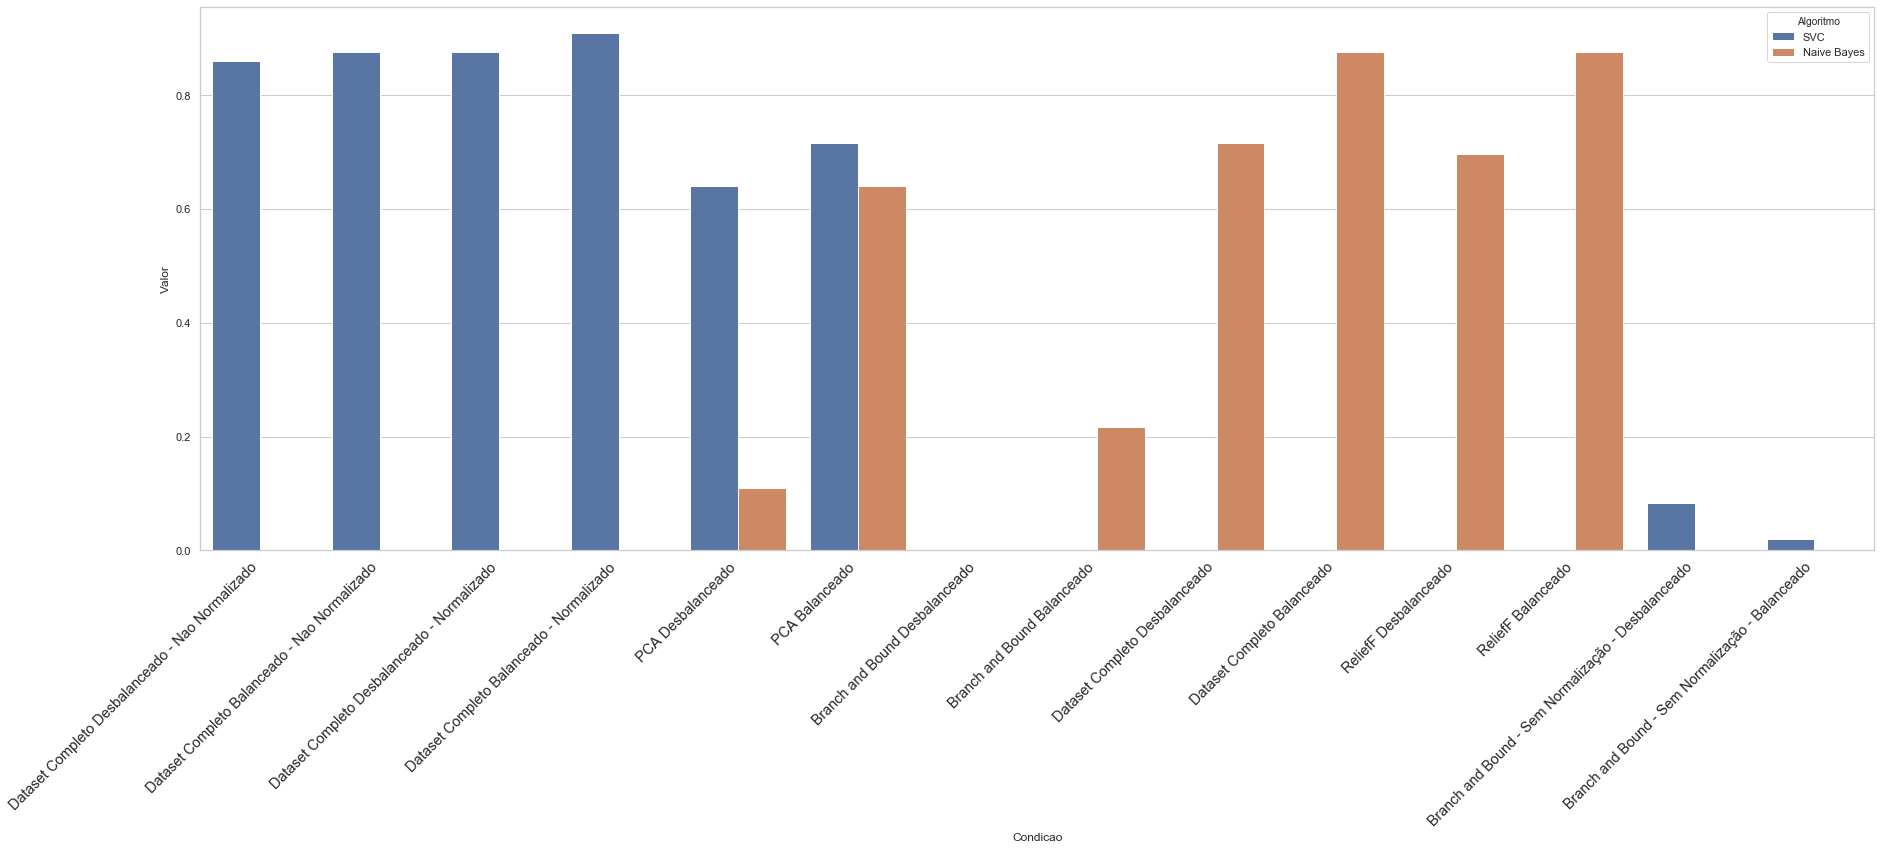 Algoritmo
SVC
Naive Bayes
Valor
0.8
0.6
0.4
0.2
0.0
Dataset Completo Desbalanceado - Nao Normalizado
Dataset Completo Balanceado - Nao Normalizado
Dataset Completo Desbalanceado - Normalizado
Dataset Completo Balanceado - Normalizado
PCA Desbalanceado
PCA Balanceado
Branch and Bound Desbalanceado
Branch and Bound Balanceado
Dataset Completo Desbalanceado
Dataset Completo Balanceado
ReliefF Desbalanceado
ReliefF Balanceado
Branch and Bound - Sem Normalização - Desbalanceado
Branch and Bound - Sem Normalização - Balanceado
Condicao